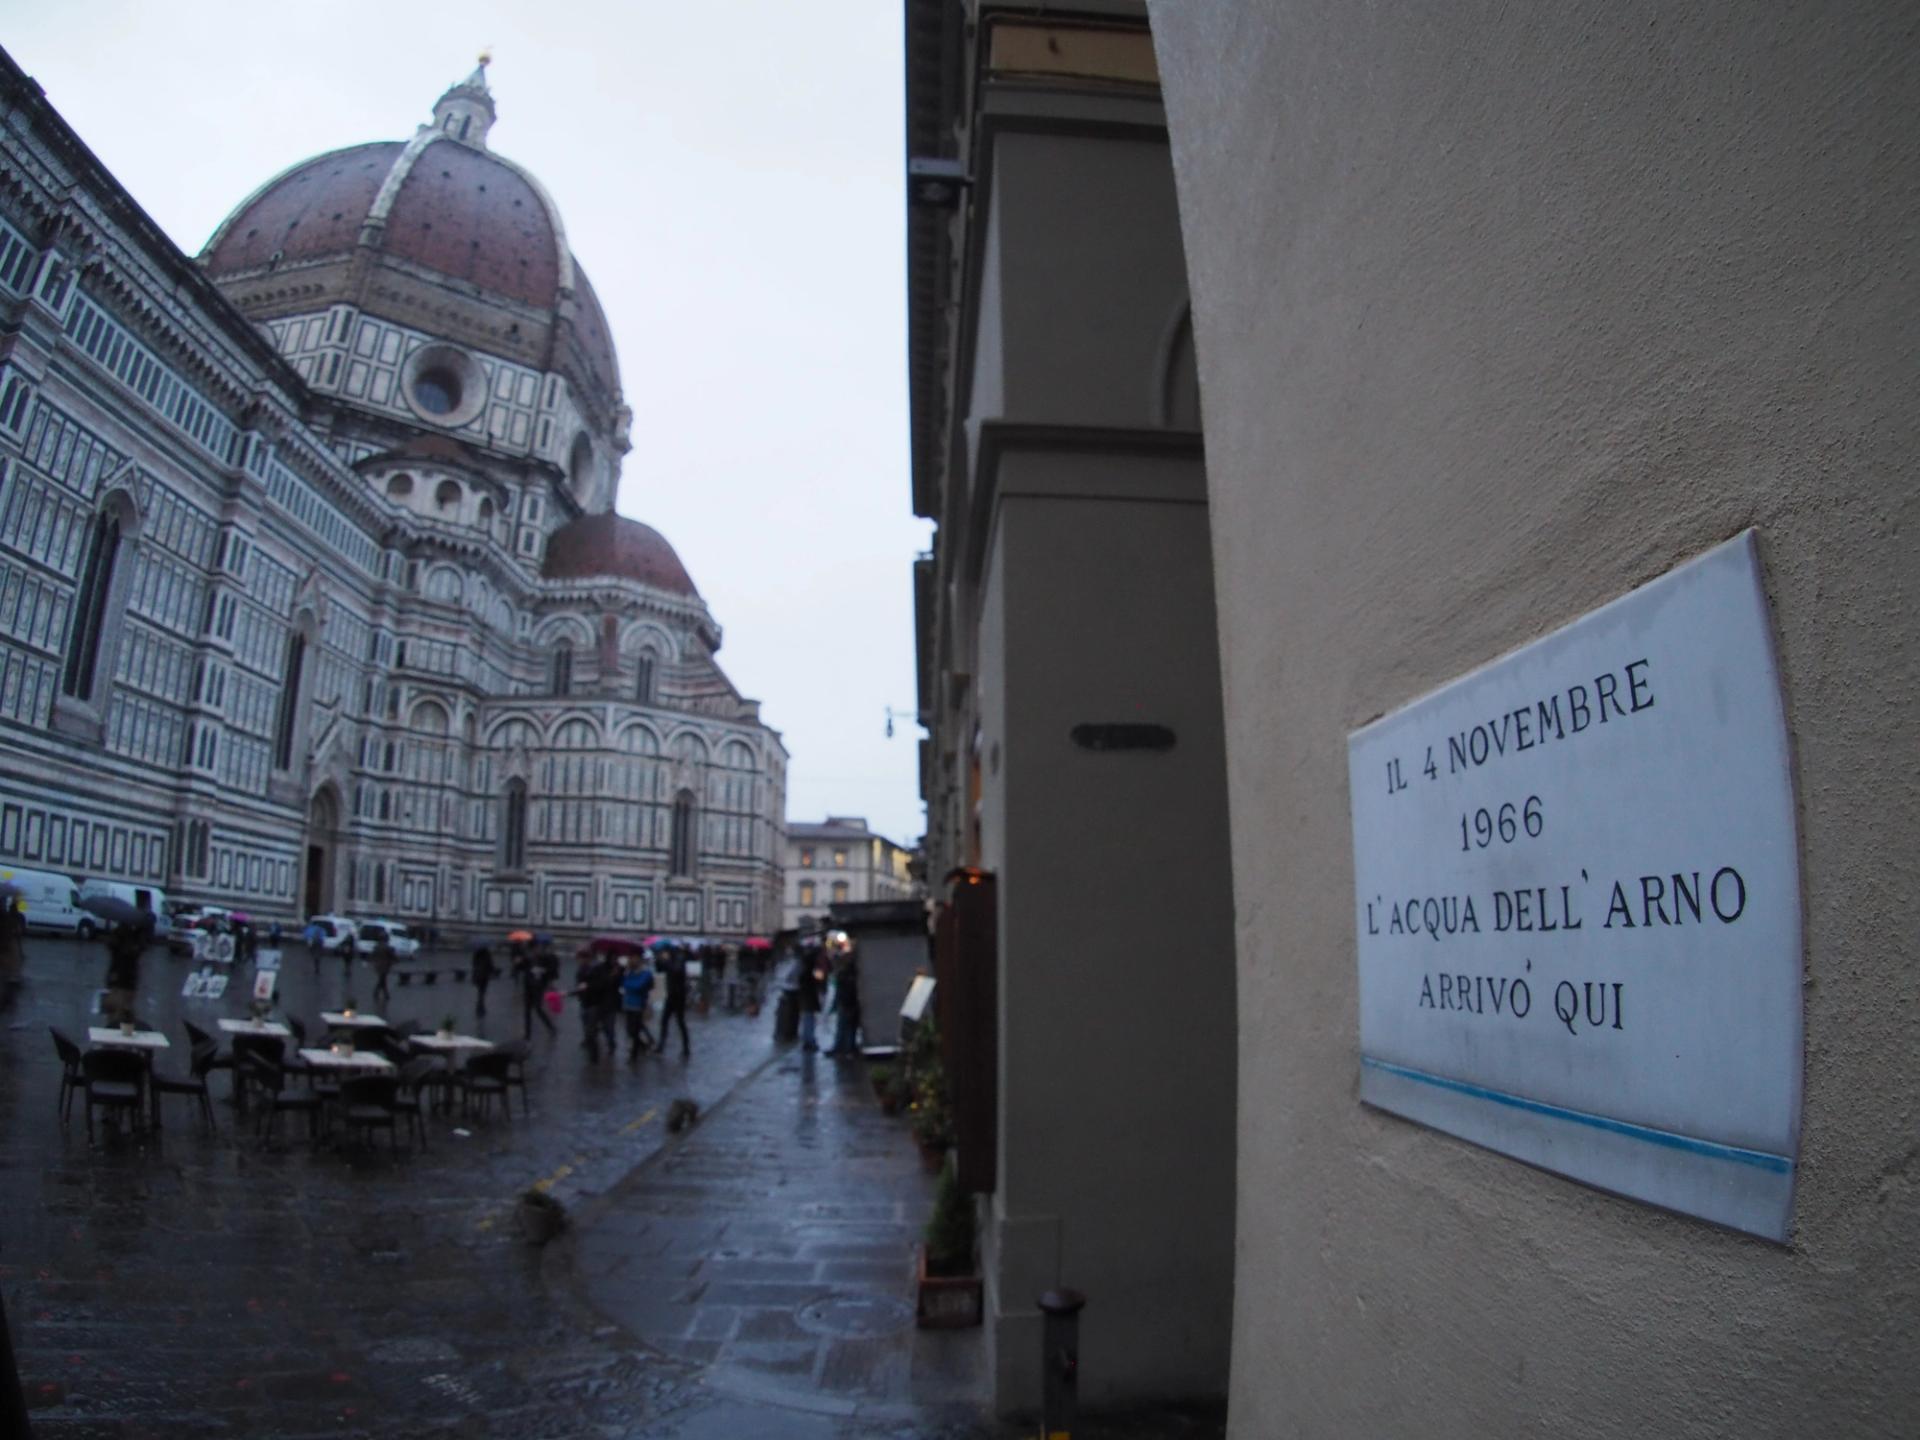 IL 4 NOVEMBRE
1966
L'ACQUA DELL'ARNO
ARRIVO' QUI